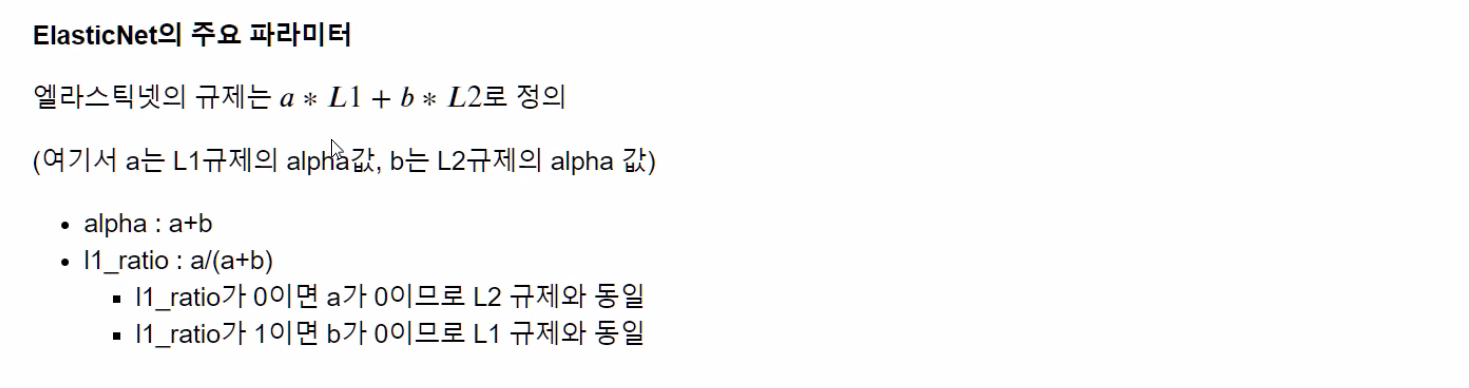 ElasticNet의 주요 파라미터
엘라스틱넷의 규제는 a * L1 + b * L2로 정의
(여기서 a는 L1규제의 alpha값, b는 L2규제의 alpha 값)
• alpha : a+b
• l1_ratio : a/(a+b)
▪ l1_ratio가 0이면 a가 0이므로 L2 규제와 동일
▪ l1_ratio가 1이면 b가 0이므로 L1 규제와 동일